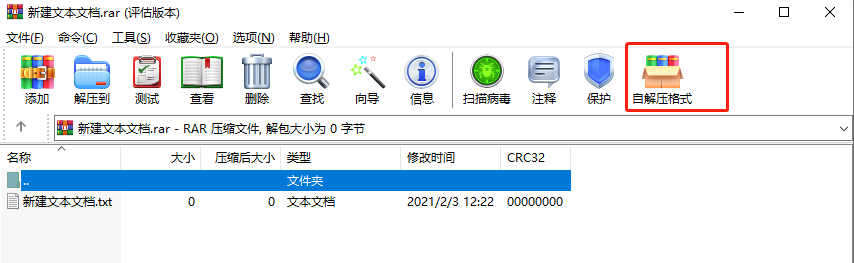 新建文本文档.rar (评估版本)
文件(F) 命令(C) 工具(S) 收藏夹(O) 选项(N) 帮助(H)
添加 解压到 测试 查看 删除 查找 向导 信息 扫描病毒 注释 保护 自解压格式
新建文本文档.rar - RAR 压缩文件, 解包大小为 0 字节
名称 大小 压缩后大小 类型 修改时间 CRC32
.. 文件夹
新建文本文档.txt 0 0 文本文档 2021/2/3 12:22 00000000